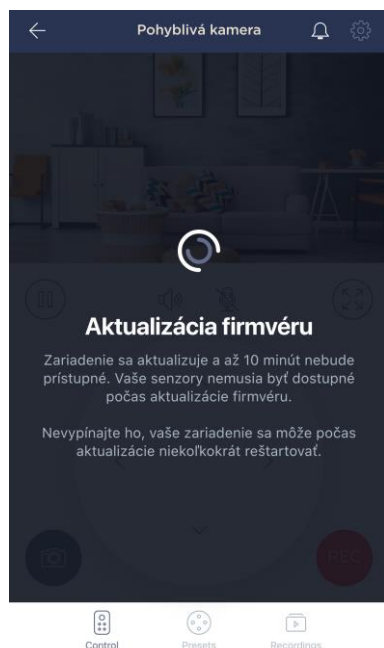 Pohyblivá kamera
Aktualizácia firmvéru
Zariadenie sa aktualizuje a až 10 minút nebude
prístupné. Vaše senzory nemusia byť dostupné
počas aktualizácie firmvéru.
Nevypínajte ho, vaše zariadenie sa môže počas
aktualizácie niekoľkokrát reštartovať.
REC
Control Presets Recordings